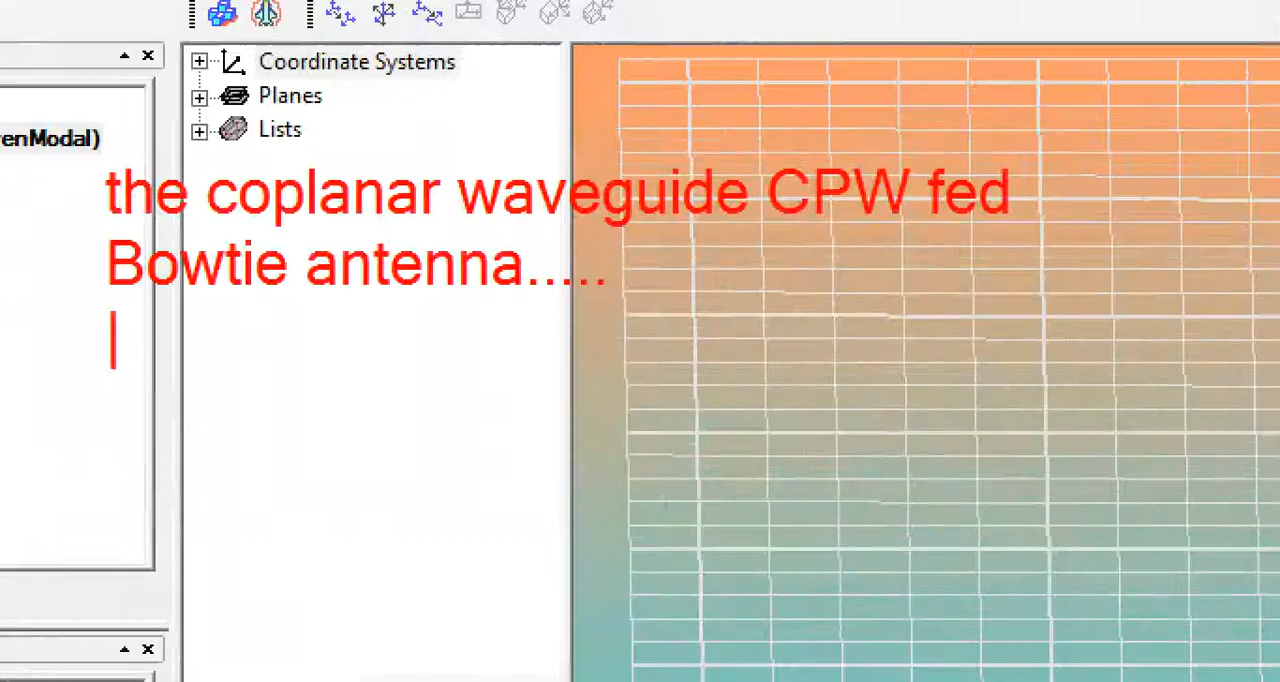 Coordinate Systems
Planes
Lists
enModal)
the coplanar waveguide CPW fed
Bowtie antenna.....